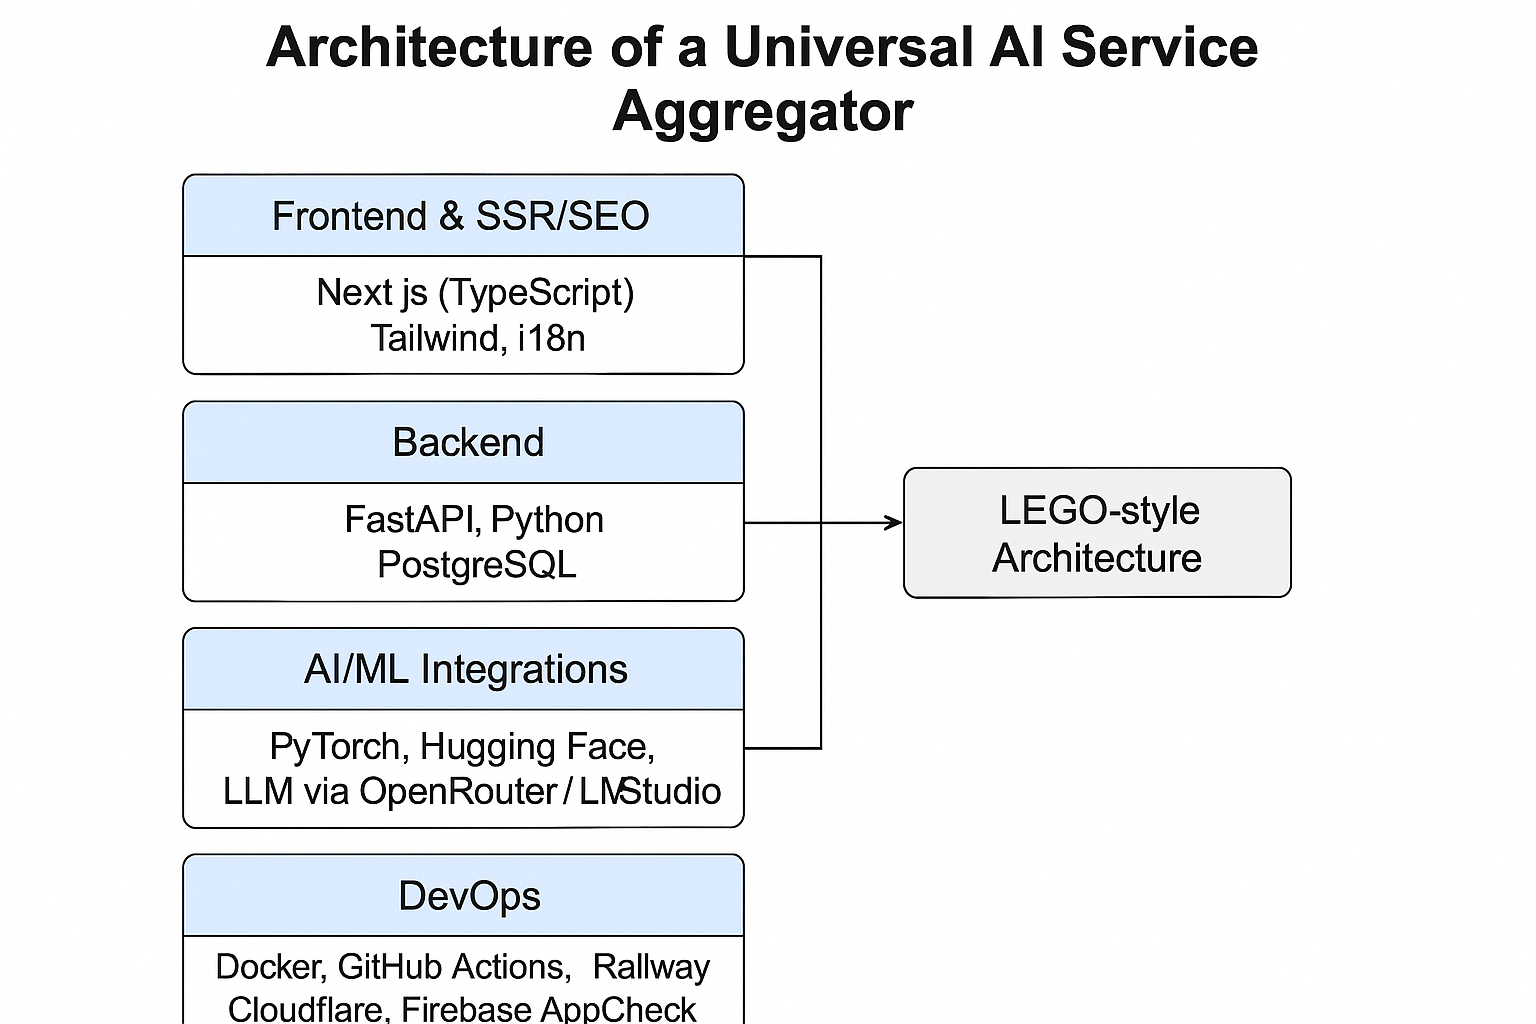 Architecture of a Universal AI Service
Aggregator
Frontend & SSR/SEO
Next js (TypeScript)
Tailwind, i18n
Backend
FastAPI, Python
PostgreSQL
LEGO-style
Architecture
AI/ML Integrations
PyTorch, Hugging Face,
LLM via OpenRouter / LMStudio
DevOps
Docker, GitHub Actions, Rallway
Cloudflare, Firebase AppCheck